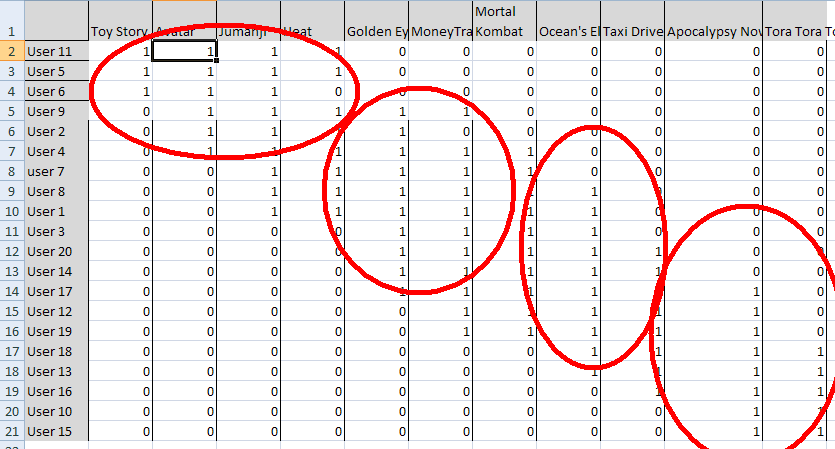 Mortal
1 Toy Story Avatar Jumanji Heat Golden Ey MoneyTra Kombat Ocean's El Taxi Drive Apocalypsy Nov Tora Tora To
2 User 11 1 1 1 1 0 0 0 0 0 0 0
3 User 5 1 1 1 1 0 0 0 0 0 0 0
4 User 6 1 1 1 0 0 0 0 0 0 0 0
5 User 9 0 1 1 1 1 1 0 0 0 0 0
6 User 2 0 1 1 1 1 0 0 0 0 0 0
7 User 4 0 1 1 1 1 1 1 0 0 0 0
8 user 7 0 0 1 1 1 1 1 0 0 0 0
9 User 8 0 0 1 1 1 1 1 1 0 0 0
10 User 1 0 0 1 1 1 1 1 1 0 0 0
11 User 3 0 0 0 0 1 1 1 1 1 0 0
12 User 20 0 0 0 0 1 1 1 1 1 0 0
13 User 14 0 0 0 0 1 1 1 1 1 0 0
14 User 17 0 0 0 0 1 1 1 1 1 1 0
15 User 12 0 0 0 0 0 1 1 1 1 1 0
16 User 19 0 0 0 0 0 1 1 1 1 1 0
17 User 18 0 0 0 0 0 0 0 1 1 1 1
18 User 13 0 0 0 0 0 0 0 1 1 1 1
19 User 16 0 0 0 0 0 0 0 0 1 1 1
20 User 10 0 0 0 0 0 0 0 0 0 1 1
21 User 15 0 0 0 0 0 0 0 0 0 1 1